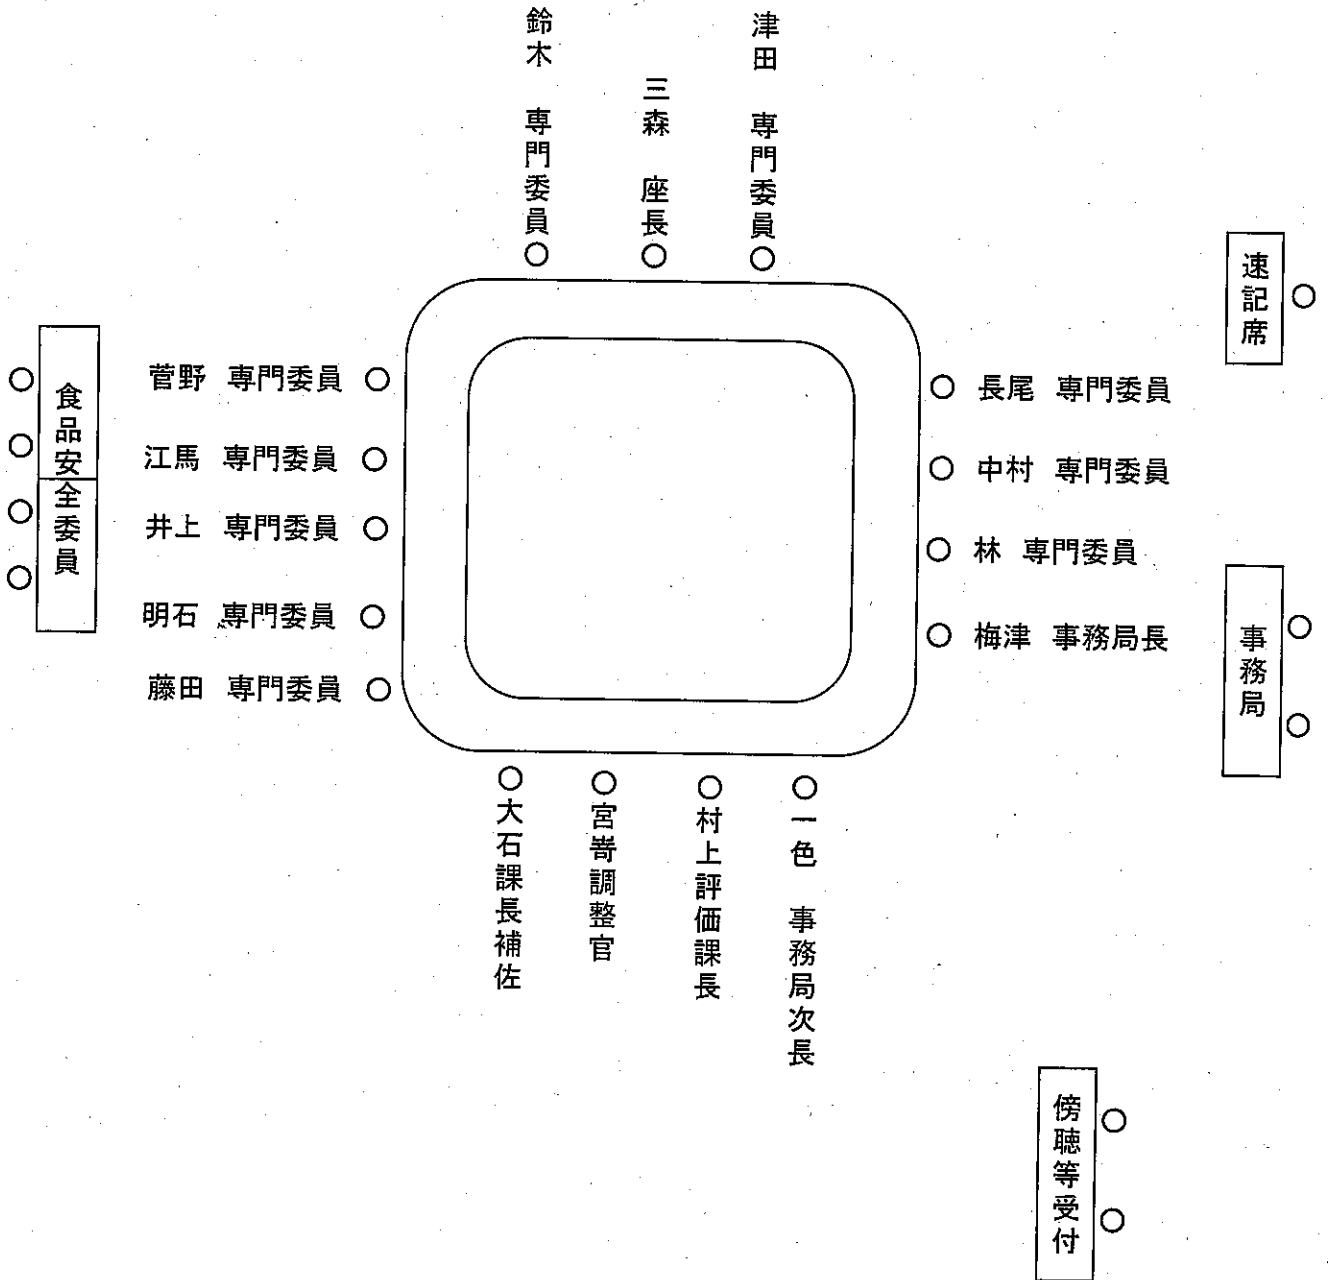 鈴木 専門委員
三森 座長
津田 専門委員
速記席
食品安全委員
菅野 専門委員
江馬 専門委員
井上 専門委員
明石 専門委員
藤田 専門委員
長尾 専門委員
中村 専門委員
林 専門委員
梅津 事務局長
事務局
大石課長補佐
宮嵜調整官
村上評価課長
一色 事務局次長
傍聴等受付